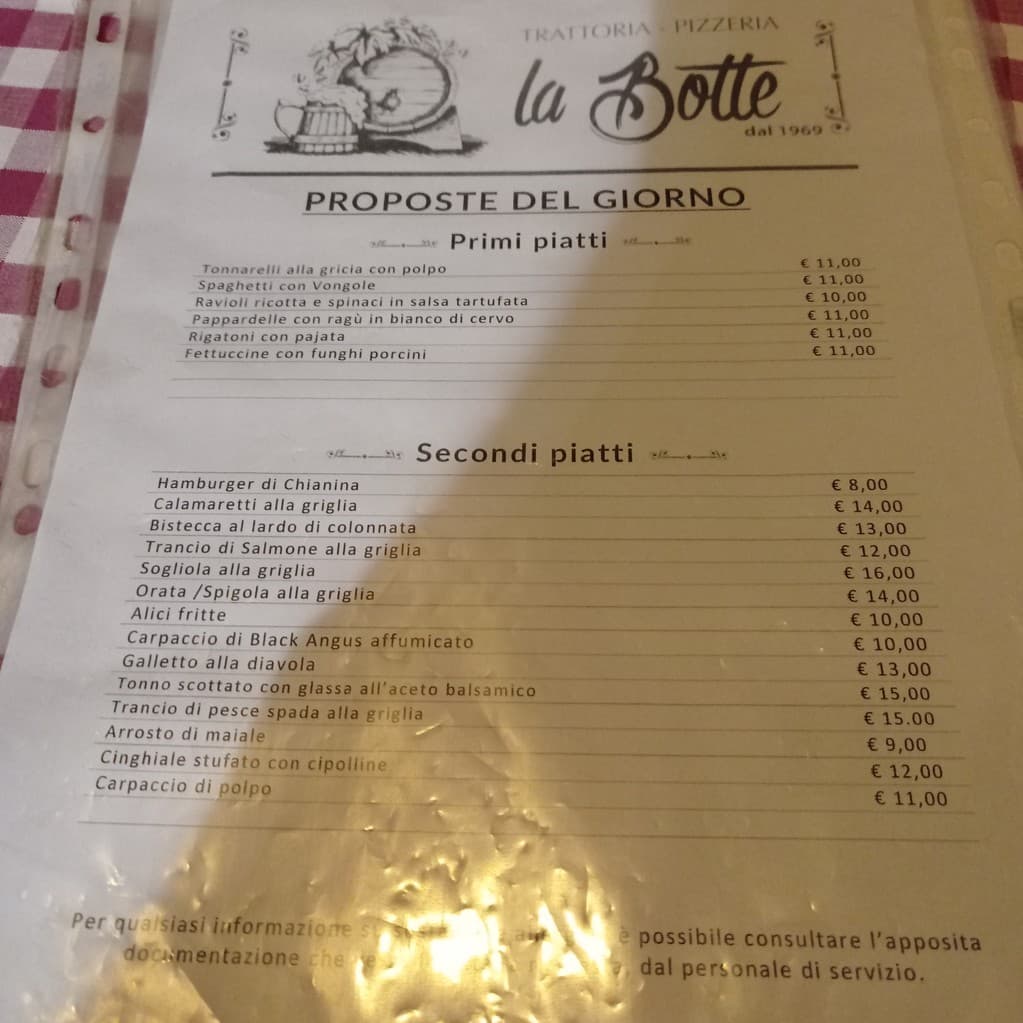 TRATTORIA - PIZZERIA
la Botte
dal 1969
PROPOSTE DEL GIORNO
Primi piatti
Tonnarelli alla gricia con polpo € 11,00
Spaghetti con Vongole € 11,00
Ravioli ricotta e spinaci in salsa tartufata € 10,00
Pappardelle con ragù in bianco di cervo € 11,00
Rigatoni con pajata € 11,00
Fettuccine con funghi porcini € 11,00
Secondi piatti
Hamburger di Chianina € 8,00
Calamaretti alla griglia € 14,00
Bistecca al lardo di colonnata € 13,00
Trancio di Salmone alla griglia € 12,00
Sogliola alla griglia € 16,00
Orata /Spigola alla griglia € 14,00
Alici fritte € 10,00
Carpaccio di Black Angus affumicato € 10,00
Galletto alla diavola € 13,00
Tonno scottato con glassa all'aceto balsamico € 15,00
Trancio di pesce spada alla griglia € 15.00
Arrosto di maiale € 9,00
Cinghiale stufato con cipolline € 12,00
Carpaccio di polpo € 11,00
Per qualsiasi informazione è possibile consultare l'apposita
documentazione che dal personale di servizio.